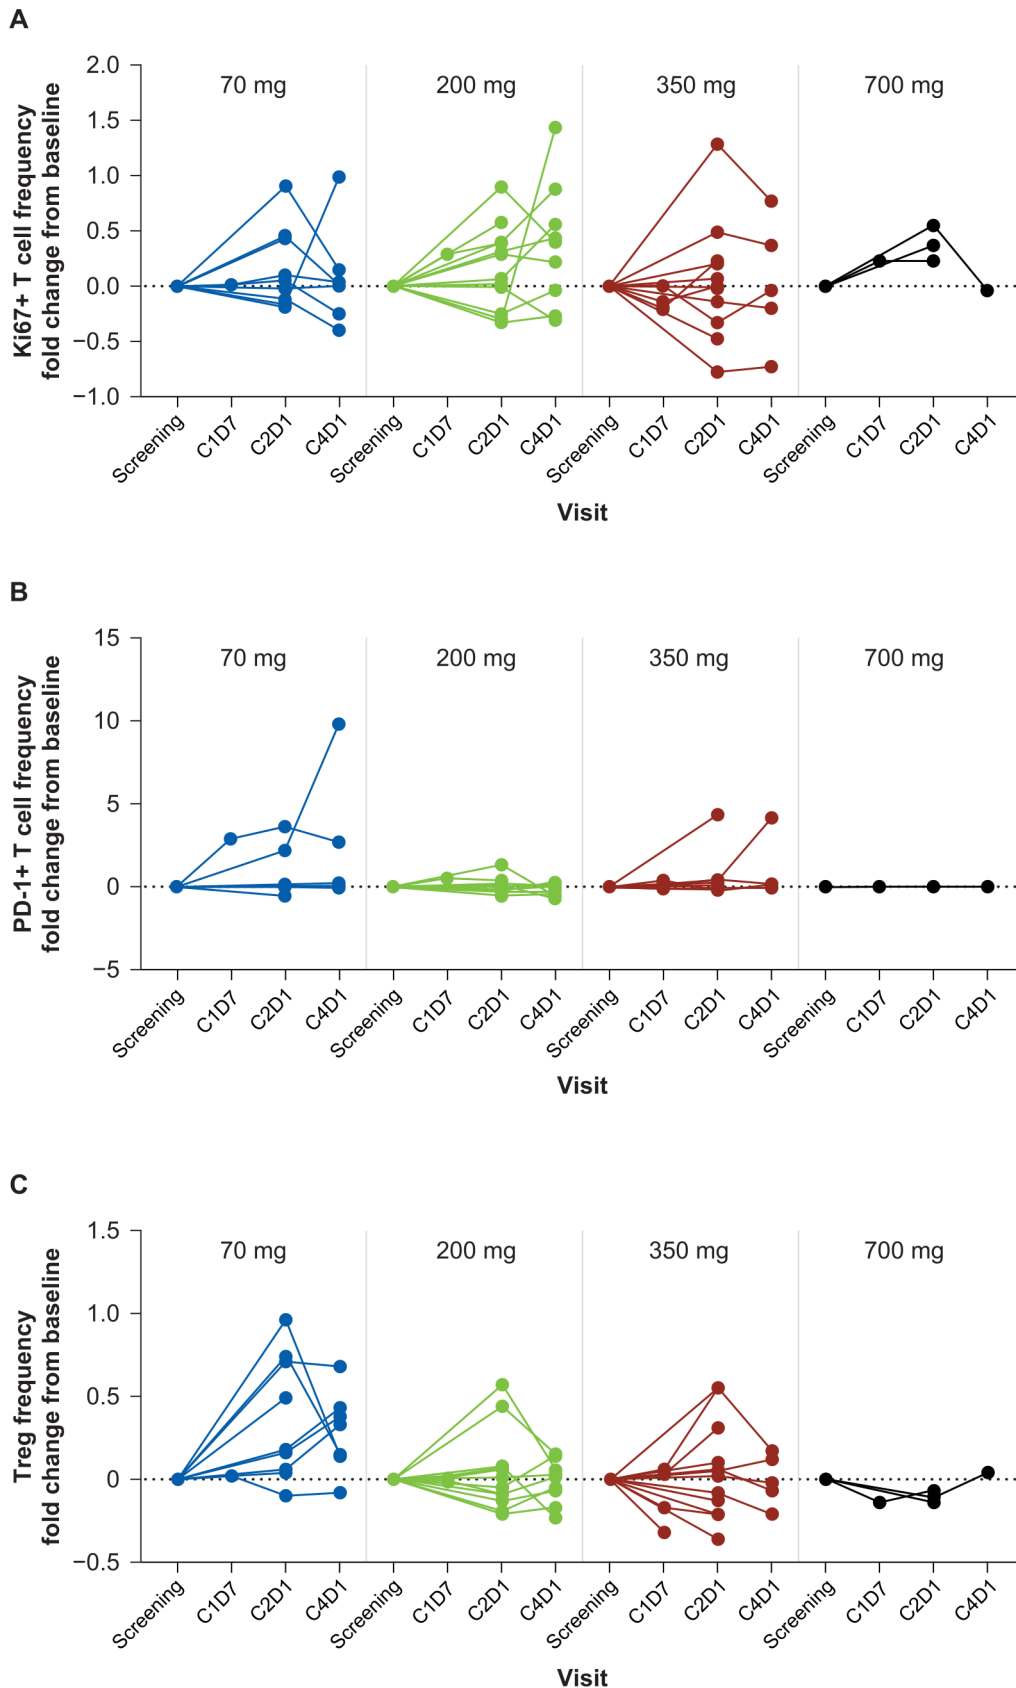 A
Ki67+ T cell frequency
fold change from baseline
2.0
1.5
1.0
0.5
0.0
−0.5
−1.0
70 mg
200 mg
350 mg
700 mg
Screening
C1D7
C2D1
C4D1
Screening
C1D7
C2D1
C4D1
Screening
C1D7
C2D1
C4D1
Screening
C1D7
C2D1
C4D1
Visit
B
PD-1+ T cell frequency
fold change from baseline
15
10
5
0
−5
70 mg
200 mg
350 mg
700 mg
Screening
C1D7
C2D1
C4D1
Screening
C1D7
C2D1
C4D1
Screening
C1D7
C2D1
C4D1
Screening
C1D7
C2D1
C4D1
Visit
C
Treg frequency
fold change from baseline
1.5
1.0
0.5
0
−0.5
70 mg
200 mg
350 mg
700 mg
Screening
C1D7
C2D1
C4D1
Screening
C1D7
C2D1
C4D1
Screening
C1D7
C2D1
C4D1
Screening
C1D7
C2D1
C4D1
Visit